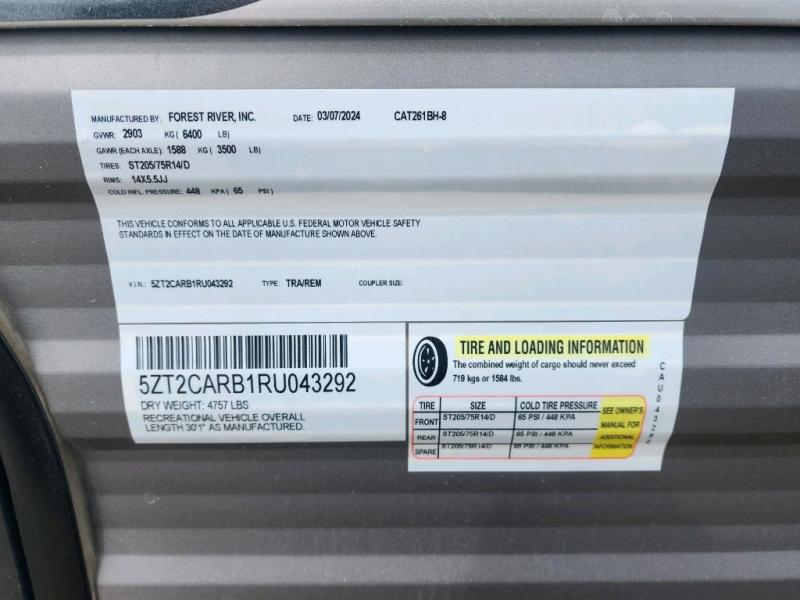 MANUFACTURED BY: FOREST RIVER, INC. DATE: 03/07/2024 CAT261BH-8
GVWR: 2903 KG ( 6400 LB)
GAWR (EACH AXLE): 1588 KG ( 3500 LB)
TIRES: ST205/75R14/D
RIMS: 14X5.5JJ
COLD INFL. PRESSURE: 448 KPA ( 65 PSI)
THIS VEHICLE CONFORMS TO ALL APPLICABLE U.S. FEDERAL MOTOR VEHICLE SAFETY
STANDARDS IN EFFECT ON THE DATE OF MANUFACTURE SHOWN ABOVE.
V.I.N.: 5ZT2CARB1RU043292 TYPE: TRA/REM COUPLER SIZE:
5ZT2CARB1RU043292
DRY WEIGHT: 4757 LBS
RECREATIONAL VEHICLE OVERALL
LENGTH 30'1" AS MANUFACTURED.
TIRE AND LOADING INFORMATION
The combined weight of cargo should never exceed
719 kgs or 1584 lbs.
TIRE SIZE COLD TIRE PRESSURE
FRONT ST205/75R14/D 65 PSI / 448 KPA
REAR ST205/75R14/D 65 PSI / 448 KPA
SPARE ST205/75R14/D 65 PSI / 448 KPA
SEE OWNER'S
MANUAL FOR
ADDITIONAL
INFORMATION
CAU043292